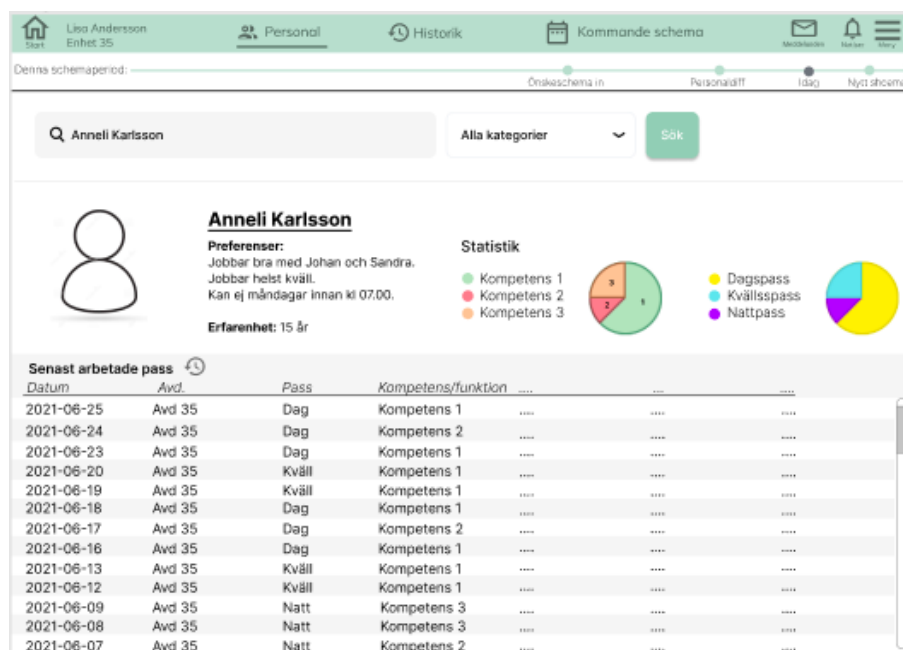 Lisa Andersson
Enhet 35
Start
Personal
Historik
Kommande schema
Meddelanden
Notiser
Meny
Denna schemaperiod:
Önskeschema in
Personaldiff
Idag
Nytt
Anneli Karlsson
Alla kategorier
Sök
Anneli Karlsson
Preferenser:
Jobbar bra med Johan och Sandra.
Jobbar helst kväll.
Kan ej måndagar innan kl 07.00.
Erfarenhet: 15 år
Statistik
Kompetens 1
Kompetens 2
Kompetens 3
3
2
1
Dagspass
Kvällsspass
Nattpass
Senast arbetade pass
Datum Avd. Pass Kompetens/funktion .... ... ....
2021-06-25 Avd 35 Dag Kompetens 1 .... .... ....
2021-06-24 Avd 35 Dag Kompetens 2 .... .... ....
2021-06-23 Avd 35 Dag Kompetens 1 .... .... ....
2021-06-20 Avd 35 Kväll Kompetens 1 .... .... ....
2021-06-19 Avd 35 Kväll Kompetens 1 .... .... ....
2021-06-18 Avd 35 Dag Kompetens 1 .... .... ....
2021-06-17 Avd 35 Dag Kompetens 2 .... .... ....
2021-06-16 Avd 35 Dag Kompetens 1 .... .... ....
2021-06-13 Avd 35 Kväll Kompetens 1 .... .... ....
2021-06-12 Avd 35 Kväll Kompetens 1 .... .... ....
2021-06-09 Avd 35 Natt Kompetens 3 .... .... ....
2021-06-08 Avd 35 Natt Kompetens 3 .... .... ....
2021-06-07 Avd 35 Natt Kompetens 2 .... .... ....